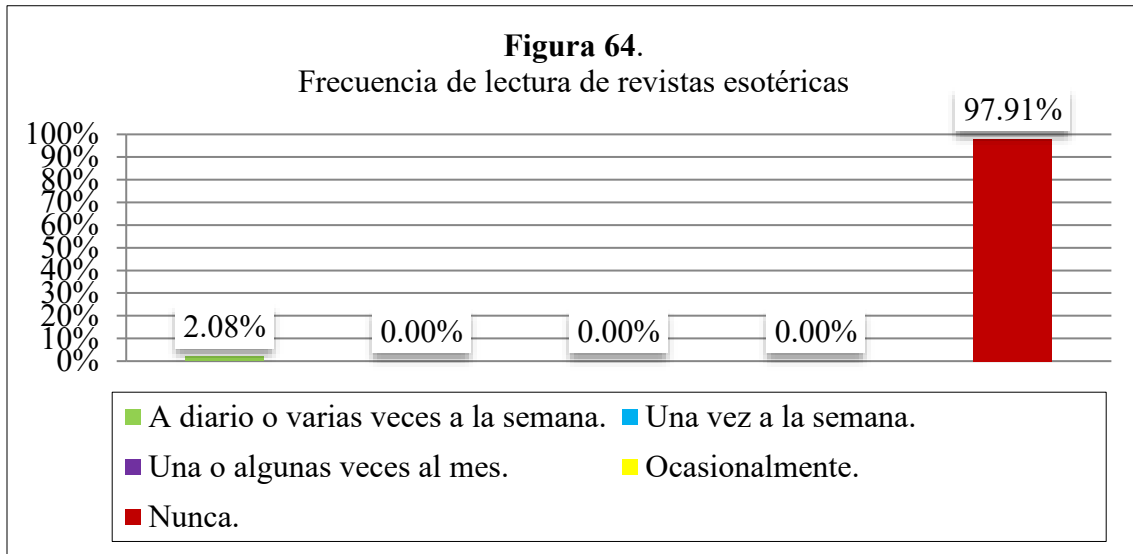 Figura 64.
Frecuencia de lectura de revistas esotéricas
97.91%
100%
90%
80%
70%
60%
50%
40%
30%
20%
10%
0%
2.08%
0.00%
0.00%
0.00%
A diario o varias veces a la semana.
Una vez a la semana.
Una o algunas veces al mes.
Ocasionalmente.
Nunca.